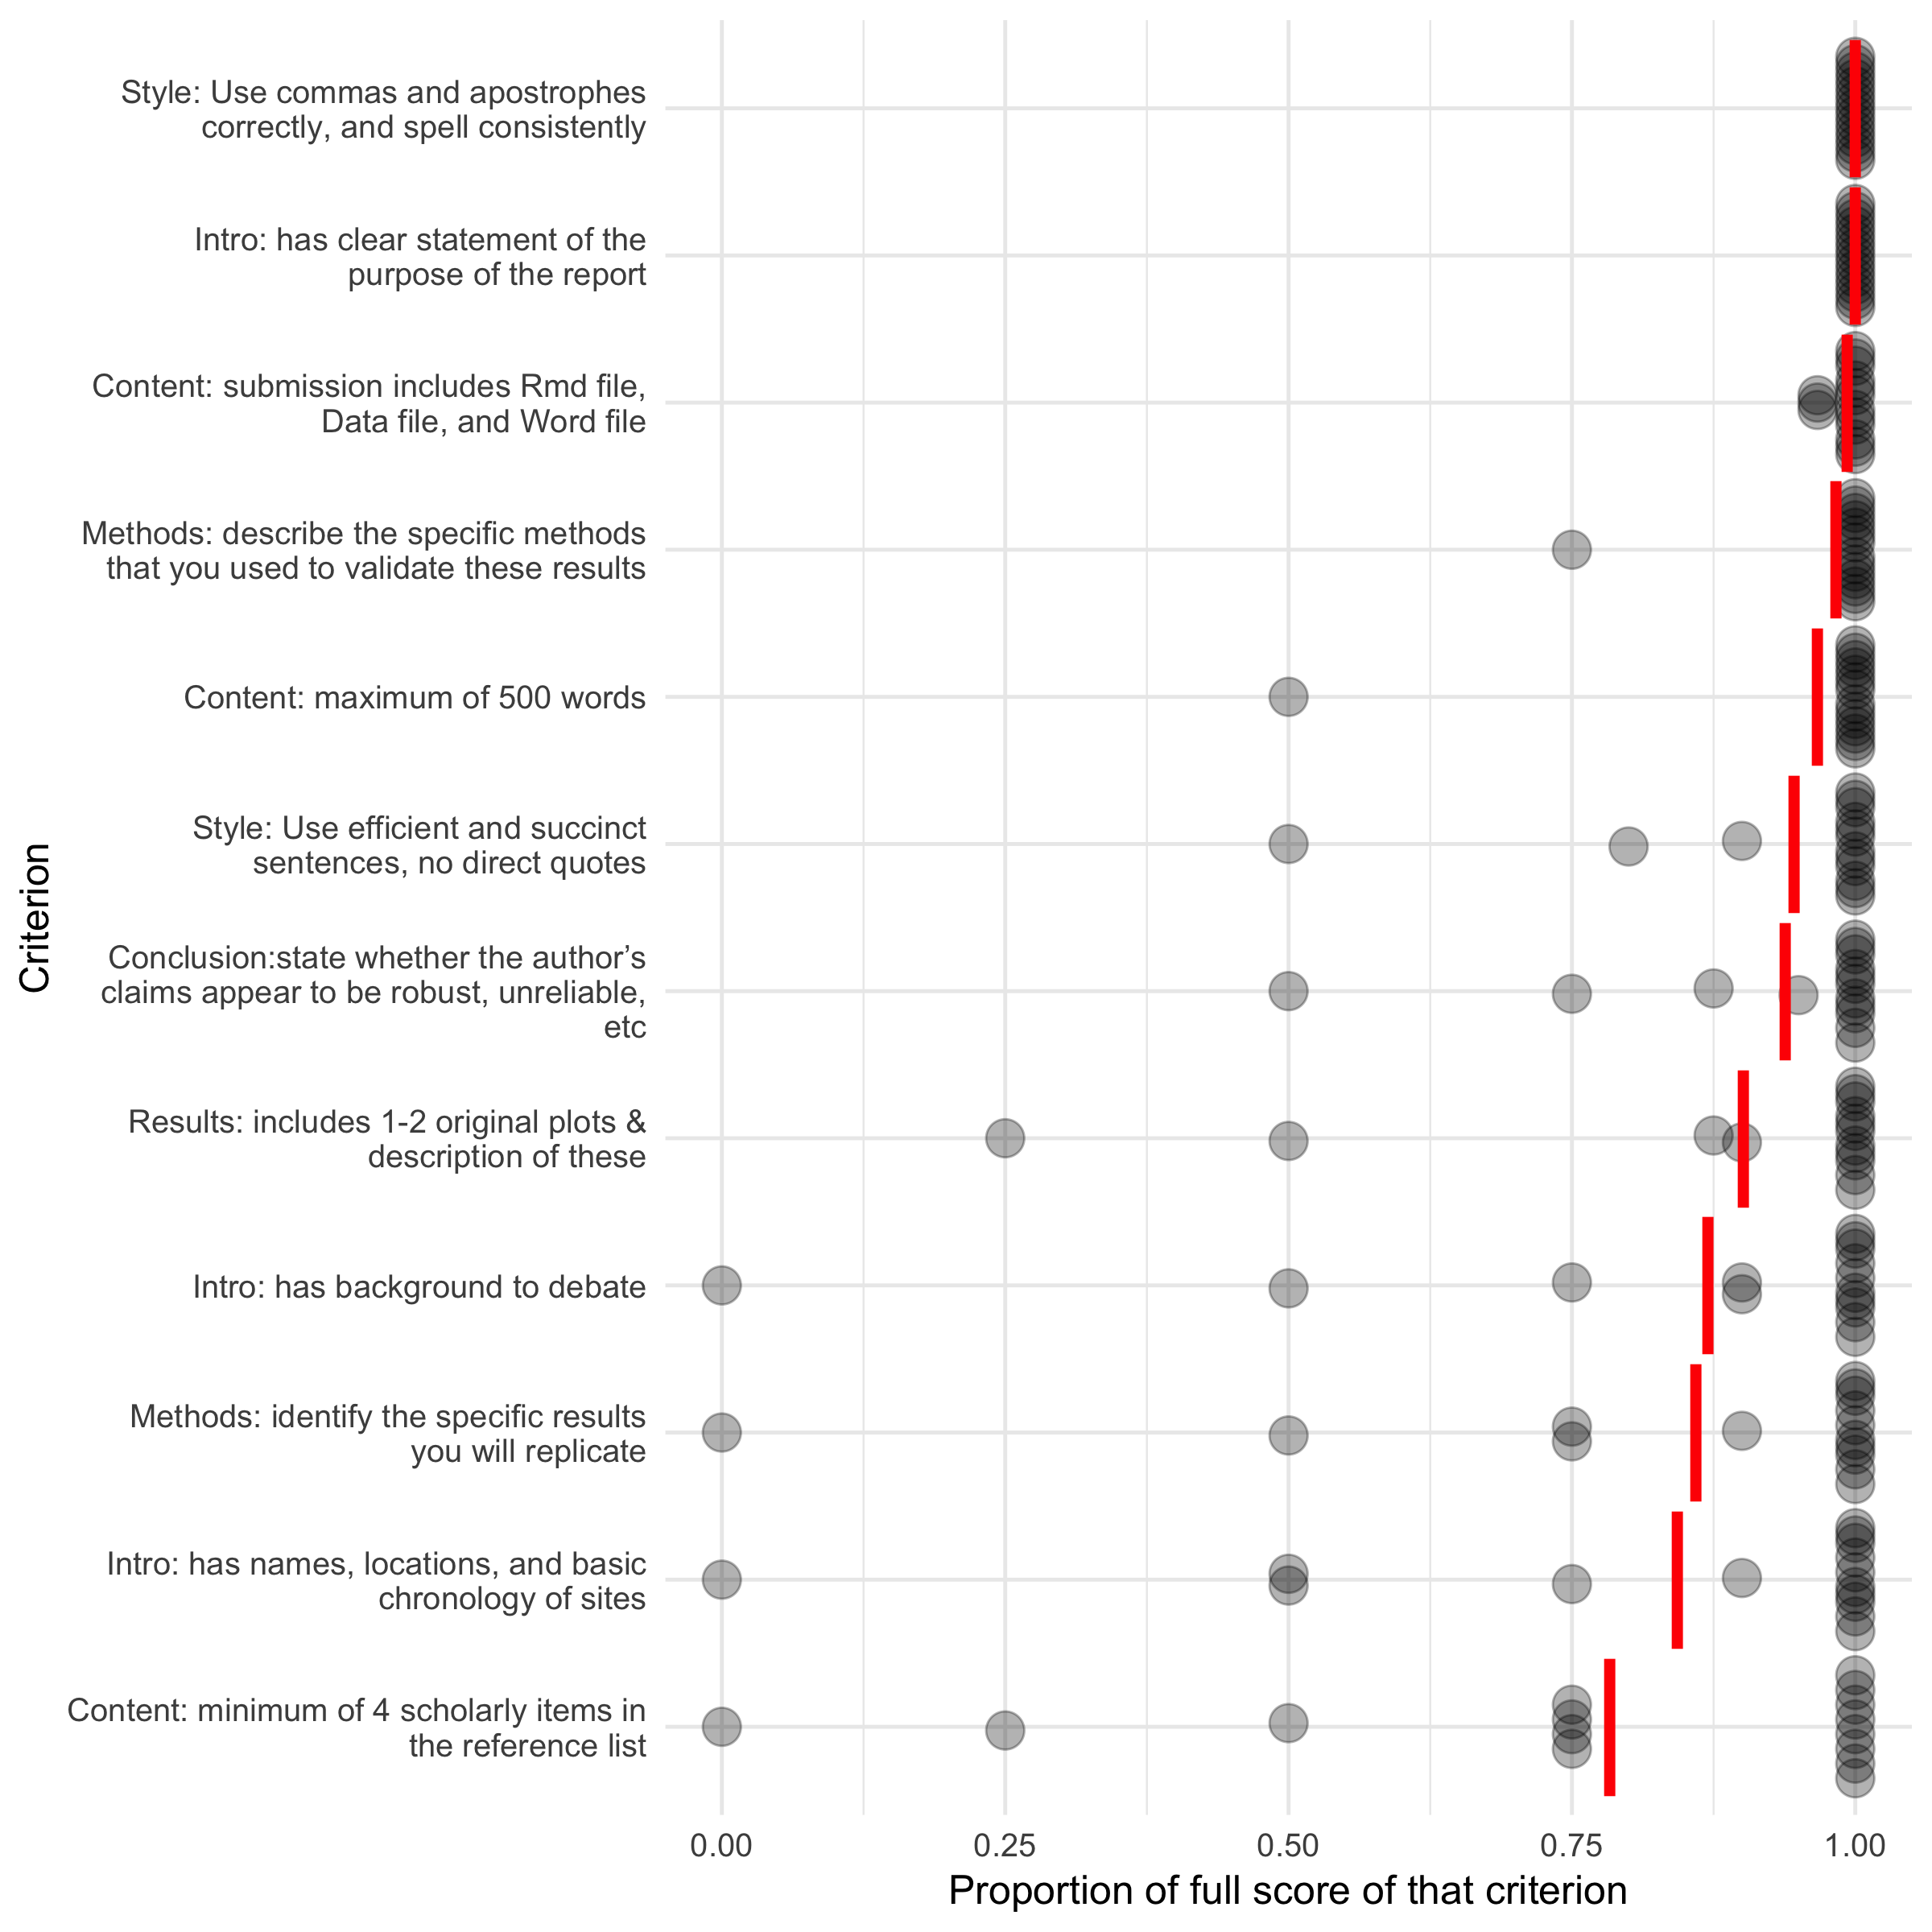 Style: Use commas and apostrophes
correctly, and spell consistently
Intro: has clear statement of the
purpose of the report
Content: submission includes Rmd file,
Data file, and Word file
Methods: describe the specific methods
that you used to validate these results
Content: maximum of 500 words
Style: Use efficient and succinct
sentences, no direct quotes
Conclusion:state whether the author’s
claims appear to be robust, unreliable,
etc
Results: includes 1-2 original plots &
description of these
Intro: has background to debate
Methods: identify the specific results
you will replicate
Intro: has names, locations, and basic
chronology of sites
Content: minimum of 4 scholarly items in
the reference list
Criterion
0.00 0.25 0.50 0.75 1.00
Proportion of full score of that criterion